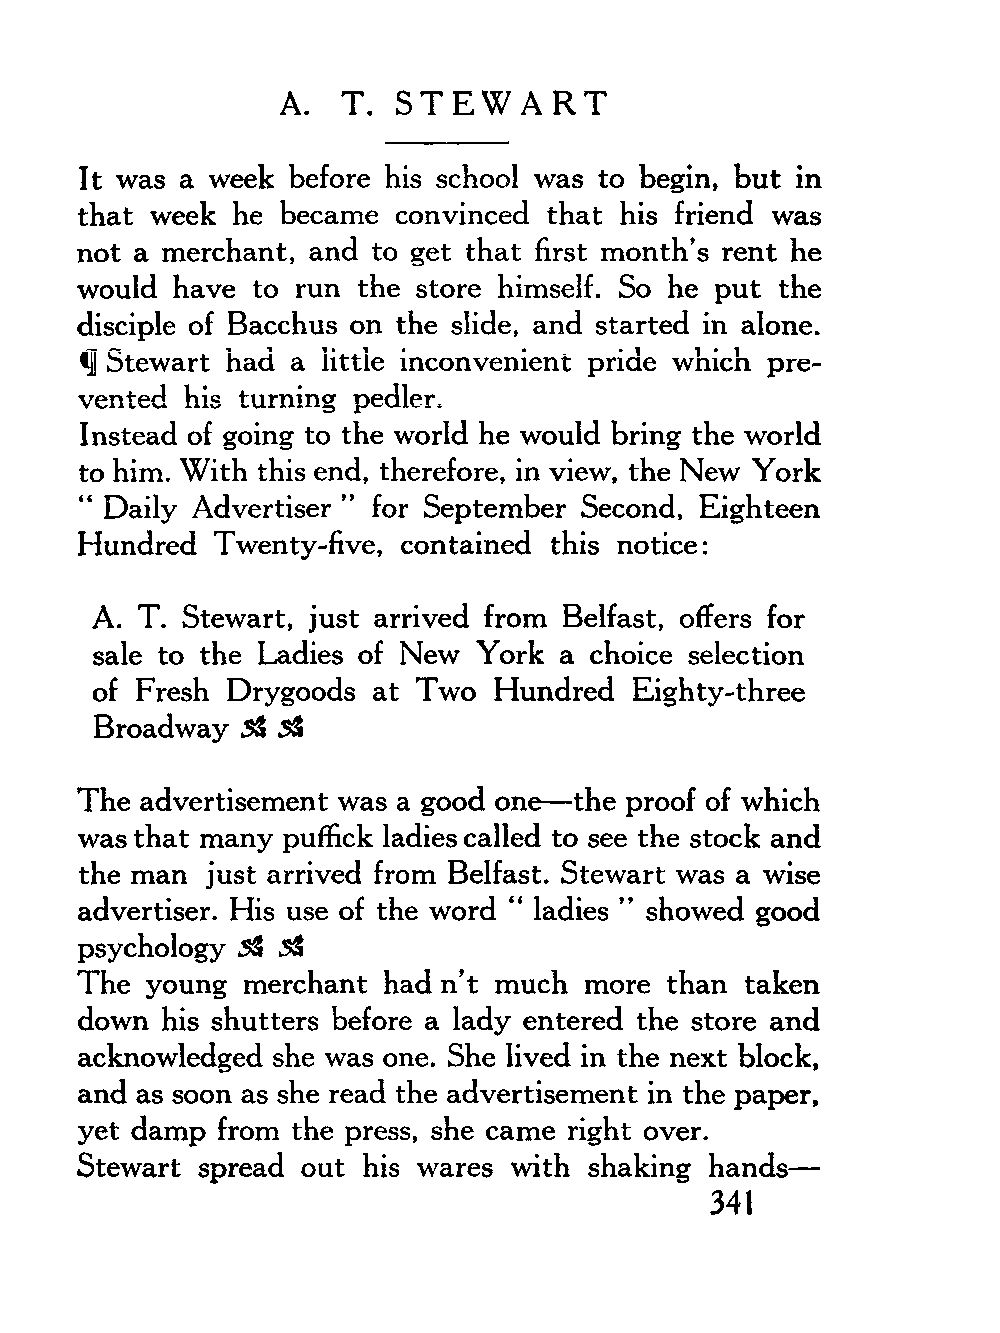 A. T. STEWART
It was a week before his school was to begin, but in
that week he became convinced that his friend was
not a merchant, and to get that first month's rent he
would have to run the store himself. So he put the
disciple of Bacchus on the slide, and started in alone.
¶ Stewart had a little inconvenient pride which pre-
vented his turning pedler.
Instead of going to the world he would bring the world
to him. With this end, therefore, in view, the New York
" Daily Advertiser " for September Second, Eighteen
Hundred Twenty-five, contained this notice:
A. T. Stewart, just arrived from Belfast, offers for
sale to the Ladies of New York a choice selection
of Fresh Drygoods at Two Hundred Eighty-three
Broadway
The advertisement was a good one—the proof of which
was that many puffick ladies called to see the stock and
the man just arrived from Belfast. Stewart was a wise
advertiser. His use of the word " ladies " showed good
psychology
The young merchant had n't much more than taken
down his shutters before a lady entered the store and
acknowledged she was one. She lived in the next block,
and as soon as she read the advertisement in the paper,
yet damp from the press, she came right over.
Stewart spread out his wares with shaking hands—
341